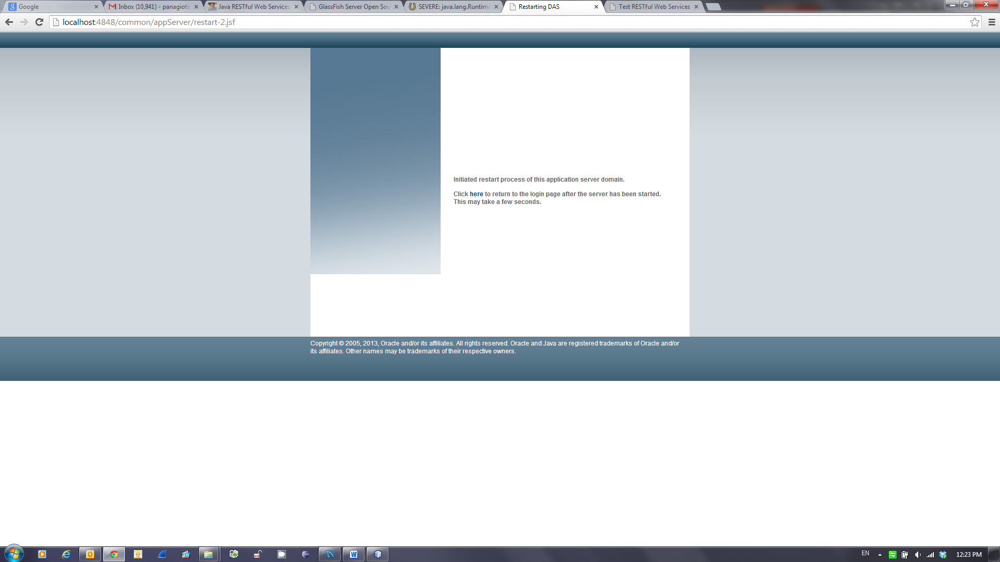 Google
Inbox (10,941) - panagiotis
Java RESTful Web Services
GlassFish Server Open Sou
SEVERE: java.lang.Runtime
Restarting DAS
Test RESTful Web Services
localhost:4848/common/appServer/restart-2.jsf
Initiated restart process of this application server domain.
Click here to return to the login page after the server has been started.
This may take a few seconds.
Copyright © 2005, 2013, Oracle and/or its affiliates. All rights reserved. Oracle and Java are registered trademarks of Oracle and/or
its affiliates. Other names may be trademarks of their respective owners.
EN
12:23 PM